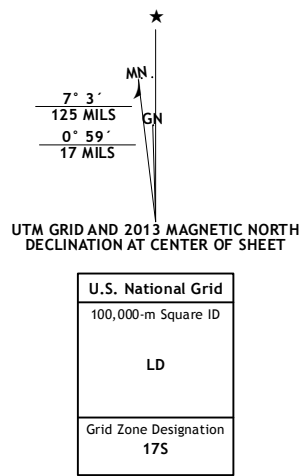 ★
MN
7° 3´
125 MILS
GN
0° 59´
17 MILS
UTM GRID AND 2013 MAGNETIC NORTH
DECLINATION AT CENTER OF SHEET
U.S. National Grid
100,000-m Square ID
LD
Grid Zone Designation
17S